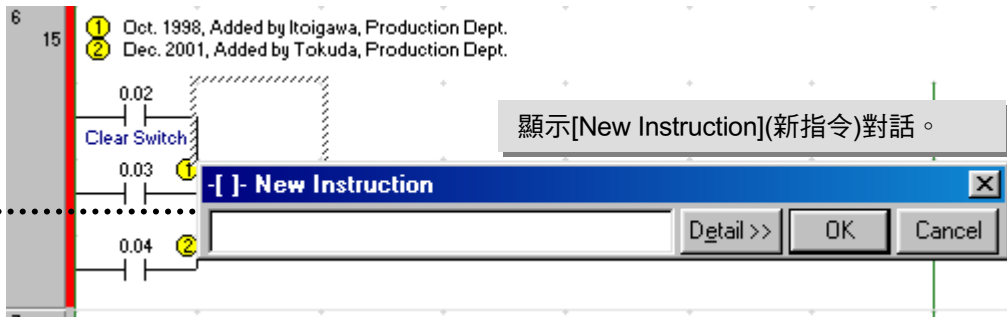 6
15
1 Oct. 1998, Added by Itoigawa, Production Dept.
2 Dec. 2001, Added by Tokuda, Production Dept.
0.02
Clear Switch
顯示[New Instruction](新指令)對話。
0.03 1
-[ ]- New Instruction
Detail >> OK Cancel
0.04 2